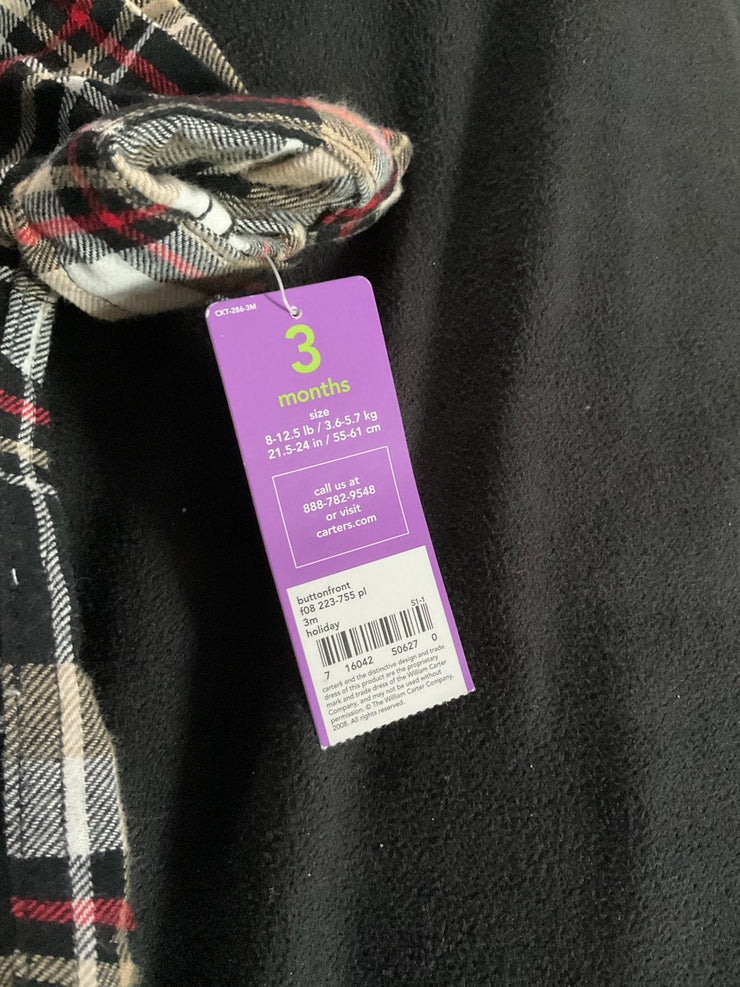 CKT-286-3M
3
months
size
8-12.5 lb / 3.6-5.7 kg
21.5-24 in / 55-61 cm
call us at
888-782-9548
or visit
carters.com
buttonfront
f08 223-755 pl
3m
holiday
S1-1
7 16042 50627 0
carters and the distinctive design and trade
dress of this product are the proprietary
mark and trade dress of the William Carter
Company, and may not be used without
permission. © The William Carter Company,
2008. All rights reserved.